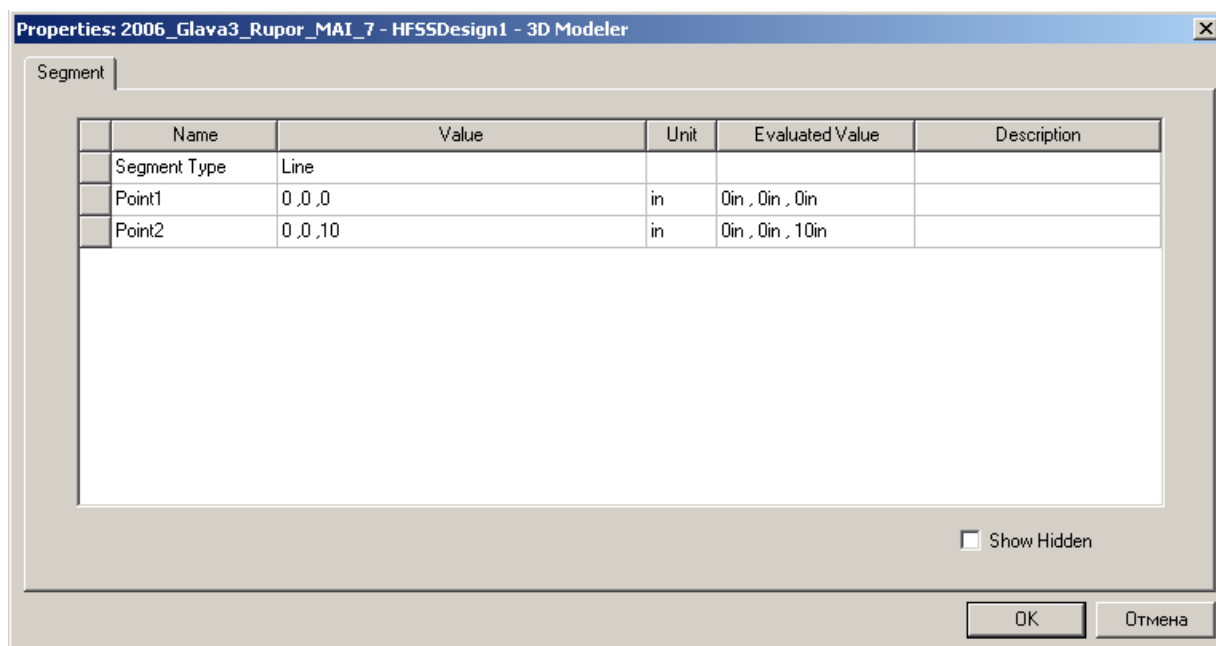 Properties: 2006_Glava3_Rupor_MAI_7 - HFSSDesign1 - 3D Modeler
Segment
Name Value Unit Evaluated Value Description
Segment Type Line
Point1 0 ,0 ,0 in 0in , 0in , 0in
Point2 0 ,0 ,10 in 0in , 0in , 10in
Show Hidden
OK Отмена